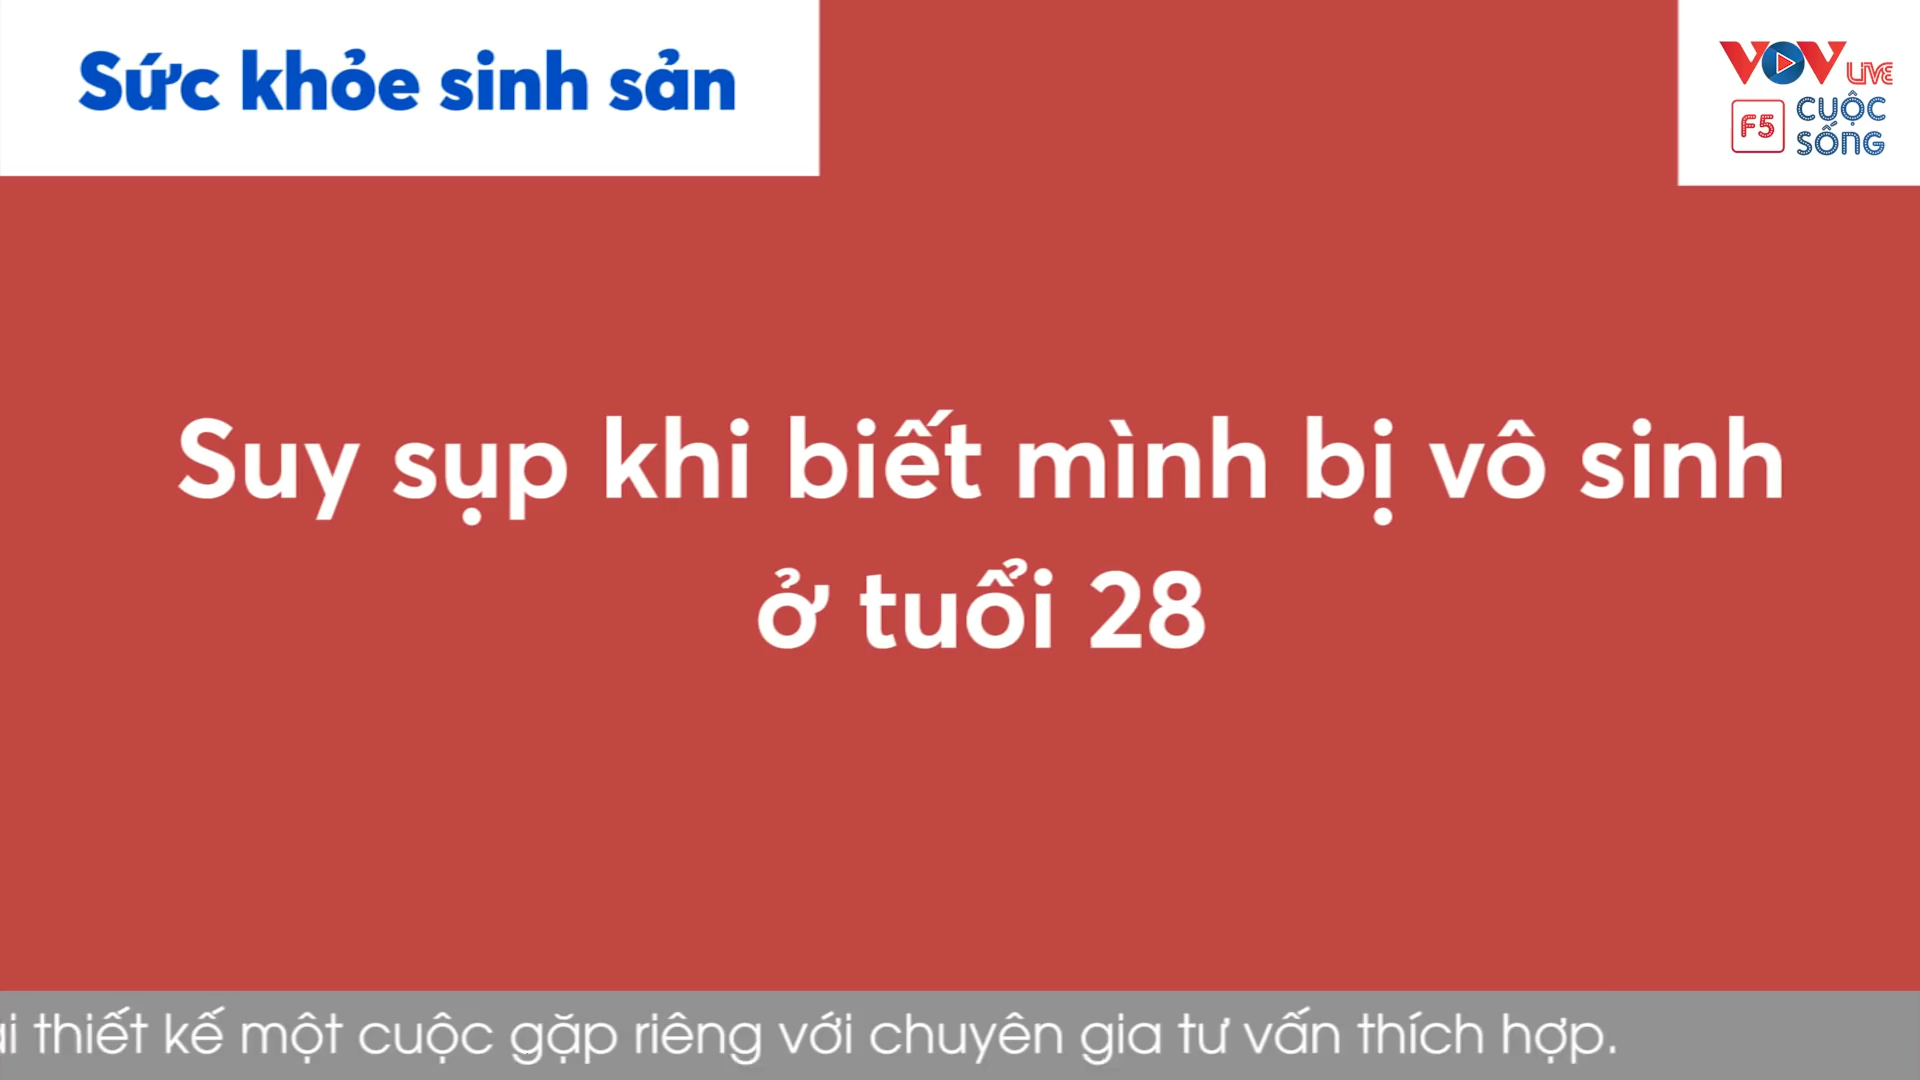 Sức khỏe sinh sản
VOV LIVE
F5 CUỘC SỐNG
Suy sụp khi biết mình bị vô sinh
ở tuổi 28
thiết kế một cuộc gặp riêng với chuyên gia tư vấn thích hợp.